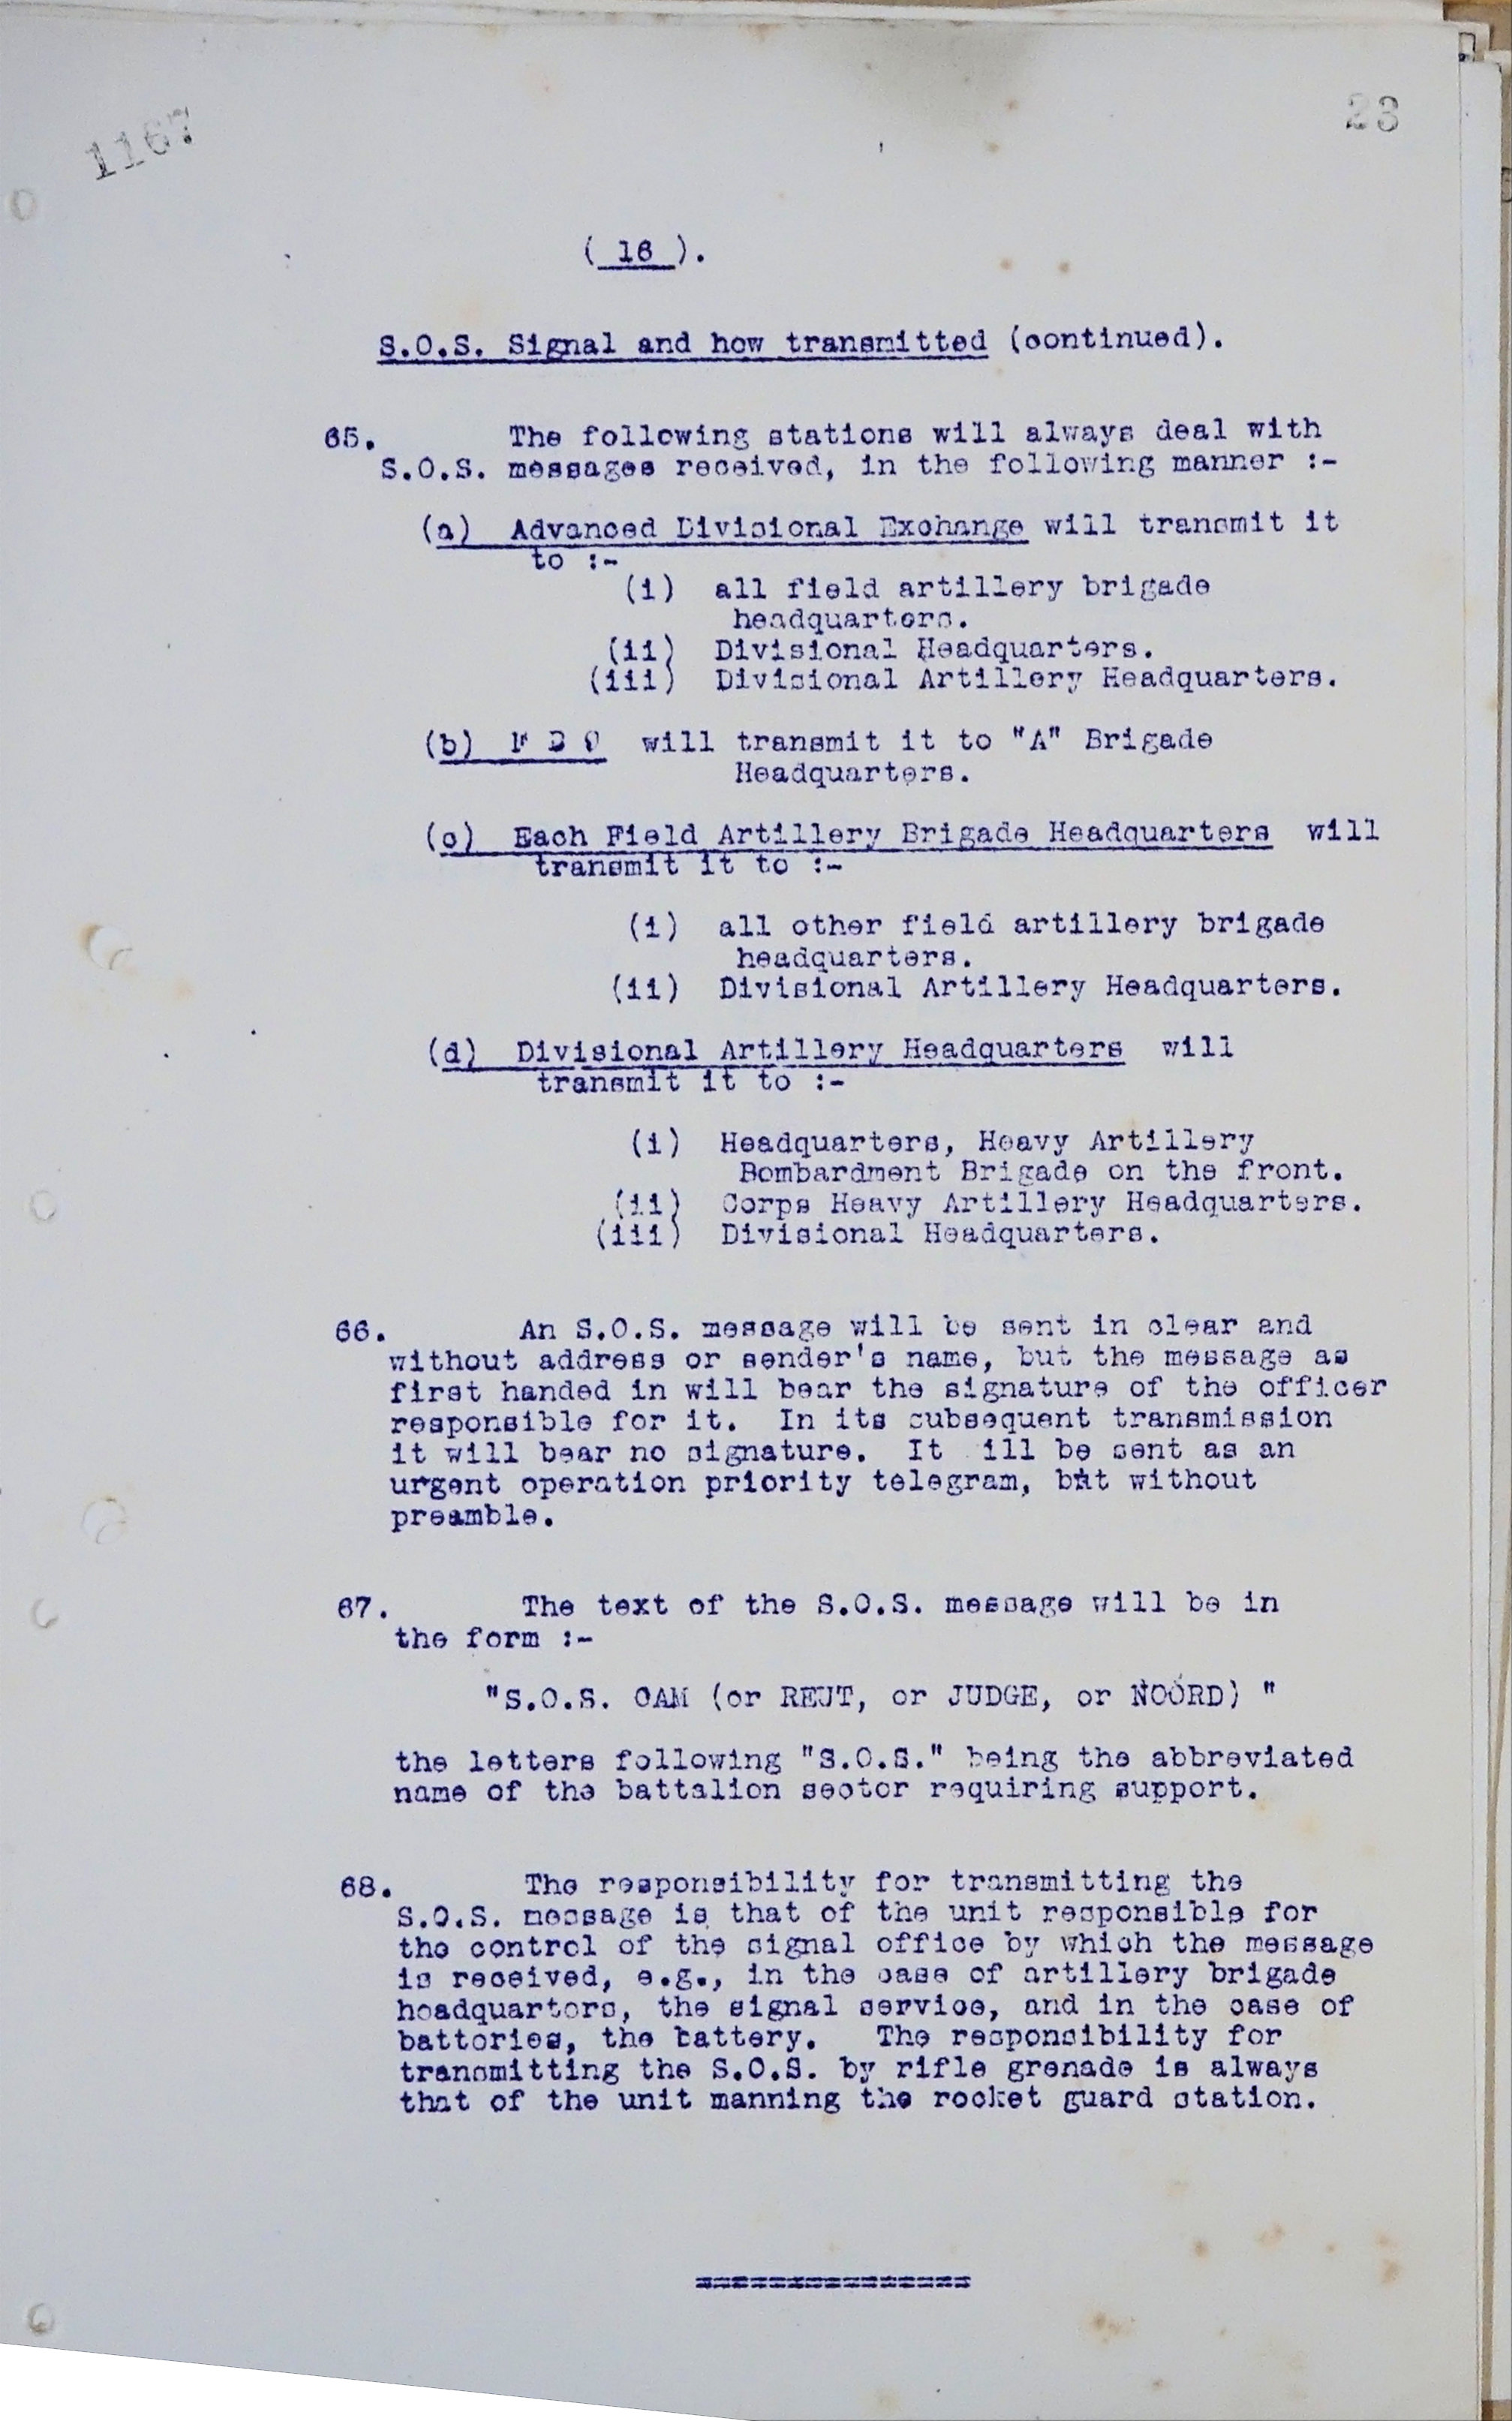 1167
23
( 16 ).
S.O.S. Signal and how transmitted (continued).
65. The following stations will always deal with
S.O.S. messages received, in the following manner :-
(a) Advanced Divisional Exchange will transmit it
to :-
(i) all field artillery brigade
headquarters.
(ii) Divisional Headquarters.
(iii) Divisional Artillery Headquarters.
(b) will transmit it to "A" Brigade
Headquarters.
(c) Each Field Artillery Brigade Headquarters will
transmit it to :-
(i) all other field artillery brigade
headquarters.
(ii) Divisional Artillery Headquarters.
(d) Divisional Artillery Headquarters will
transmit it to :-
(i) Headquarters, Heavy Artillery
Bombardment Brigade on the front.
(ii) Corps Heavy Artillery Headquarters.
(iii) Divisional Headquarters.
66. An S.O.S. message will be sent in clear and
without address or sender's name, but the message as
first handed in will bear the signature of the officer
responsible for it. In its subsequent transmission
it will bear no signature. It ill be sent as an
urgent operation priority telegram, but without
preamble.
67. The text of the S.O.S. message will be in
the form :-
"S.O.S. CAM (or REUT, or JUDGE, or NOORD) "
the letters following "S.O.S." being the abbreviated
name of the battalion sector requiring support.
68. The responsibility for transmitting the
S.O.S. message is that of the unit responsible for
the control of the signal office by which the message
is received, e.g., in the case of artillery brigade
headquarters, the signal service, and in the case of
batteries, the battery. The responsibility for
transmitting the S.O.S. by rifle grenade is always
that of the unit manning the rocket guard station.
===============